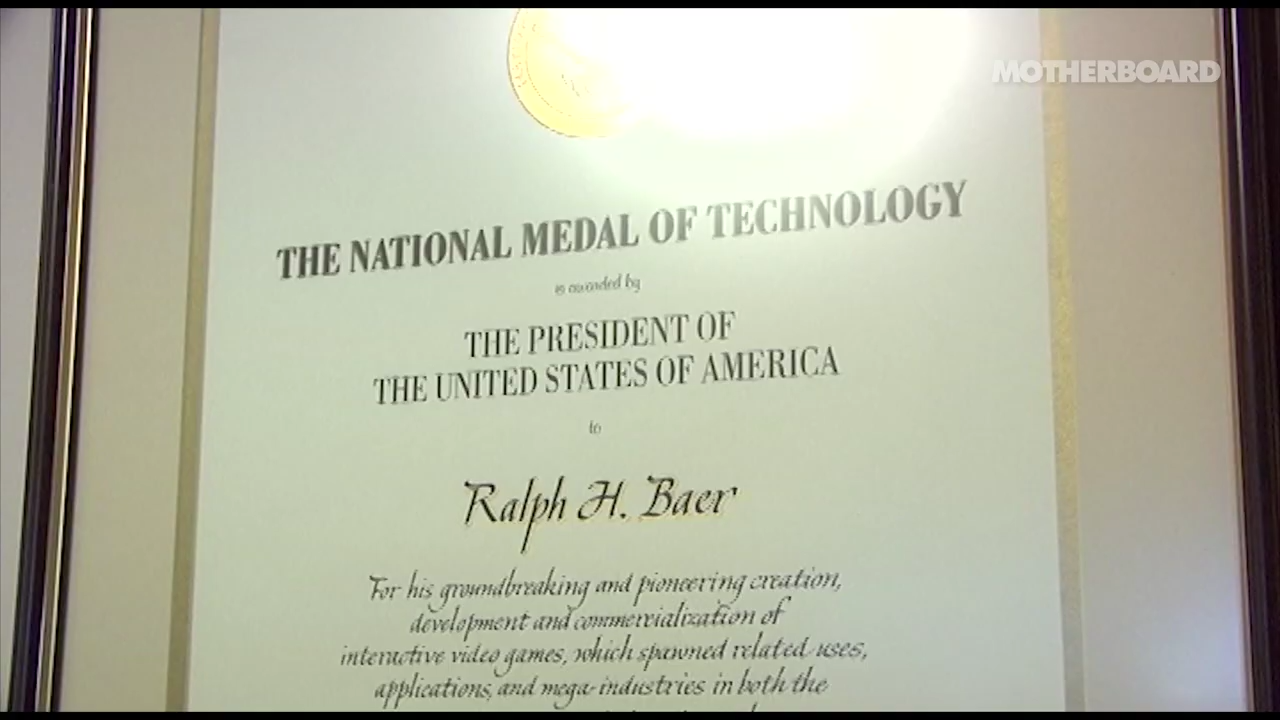 MOTHERBOARD
THE NATIONAL MEDAL OF TECHNOLOGY
is awarded by
THE PRESIDENT OF
THE UNITED STATES OF AMERICA
to
Ralph H. Baer
For his groundbreaking and pioneering creation,
development and commercialization of
interactive video games, which spawned related uses,
applications, and mega-industries in both the